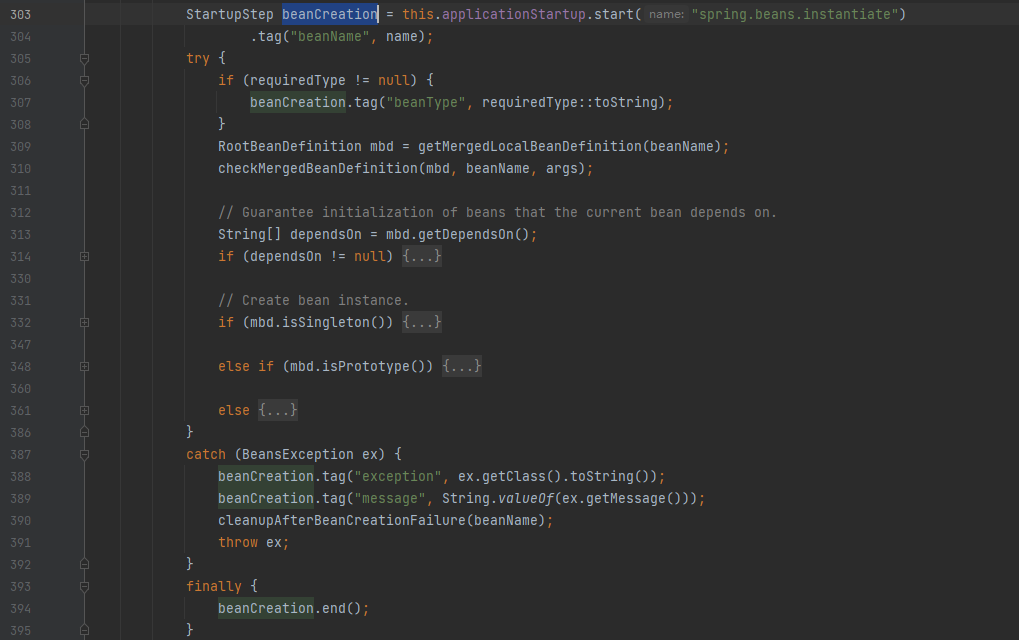 303 StartupStep beanCreation = this.applicationStartup.start( name: "spring.beans.instantiate")
304 .tag("beanName", name);
305 try {
306 if (requiredType != null) {
307 beanCreation.tag("beanType", requiredType::toString);
308 }
309 RootBeanDefinition mbd = getMergedLocalBeanDefinition(beanName);
310 checkMergedBeanDefinition(mbd, beanName, args);
311
312 // Guarantee initialization of beans that the current bean depends on.
313 String[] dependsOn = mbd.getDependsOn();
314 if (dependsOn != null) {...}
330
331 // Create bean instance.
332 if (mbd.isSingleton()) {...}
347
348 else if (mbd.isPrototype()) {...}
360
361 else {...}
386 }
387 catch (BeansException ex) {
388 beanCreation.tag("exception", ex.getClass().toString());
389 beanCreation.tag("message", String.valueOf(ex.getMessage()));
390 cleanupAfterBeanCreationFailure(beanName);
391 throw ex;
392 }
393 finally {
394 beanCreation.end();
395 }